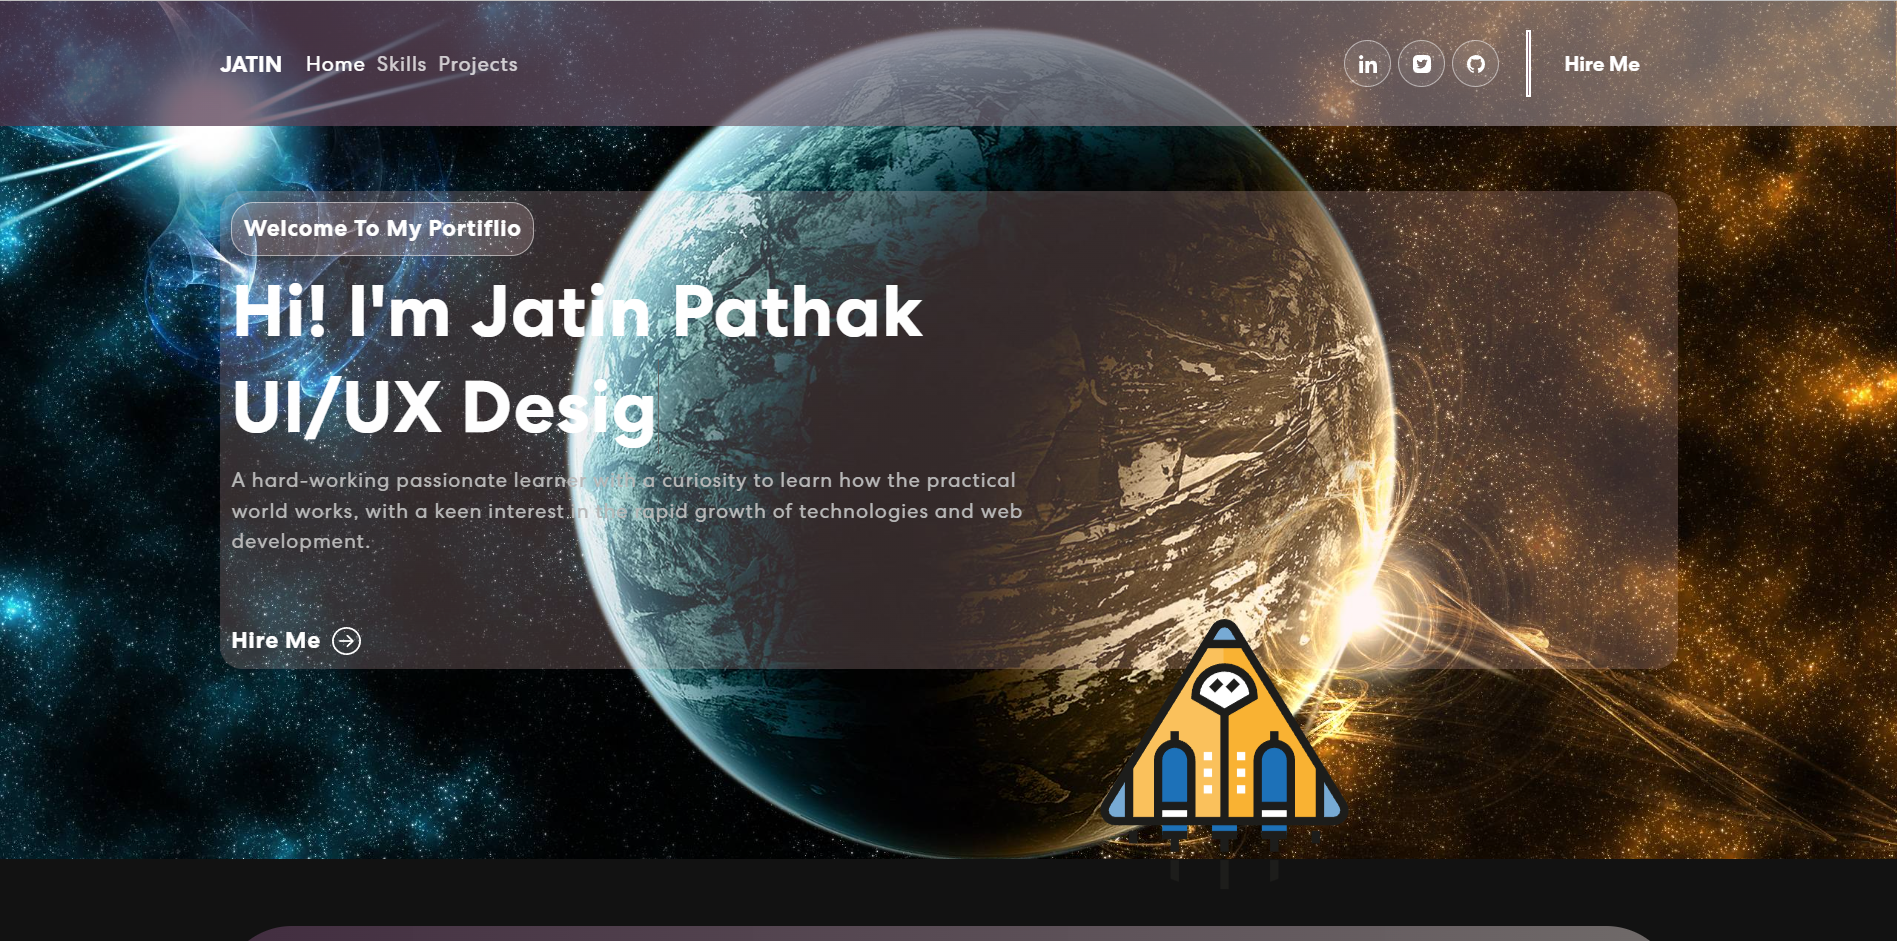 JATIN Home Skills Projects Hire Me
Welcome To My Portiflio
Hi! I'm Jatin Pathak
UI/UX Desig
A hard-working passionate learner with a curiosity to learn how the practical
world works, with a keen interest in the rapid growth of technologies and web
development.
Hire Me